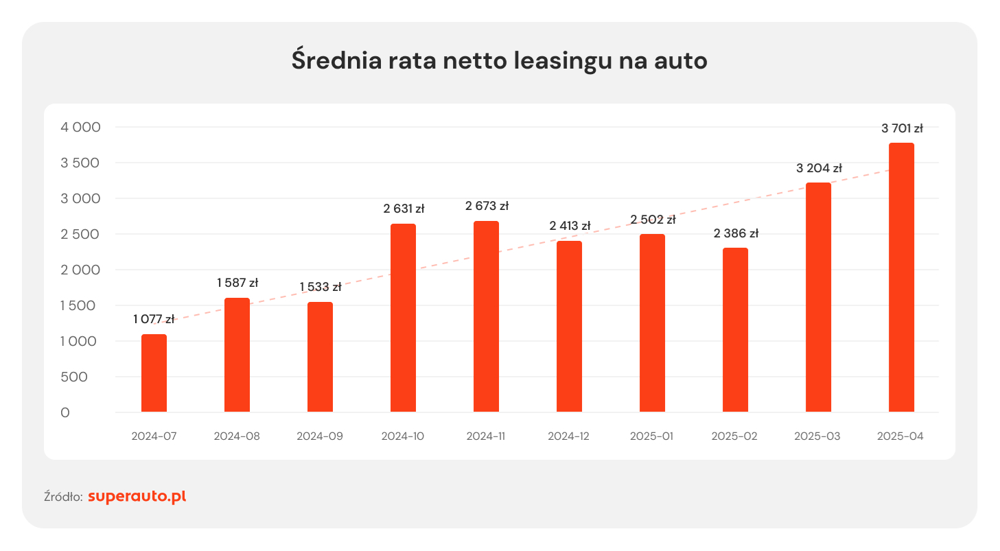 Średnia rata netto leasingu na auto
4 000
3 500
3 000
2 500
2 000
1 500
1 000
500
0
1 077 zł
1 587 zł
1 533 zł
2 631 zł
2 673 zł
2 413 zł
2 502 zł
2 386 zł
3 204 zł
3 701 zł
2024-07
2024-08
2024-09
2024-10
2024-11
2024-12
2025-01
2025-02
2025-03
2025-04
Źródło: superauto.pl